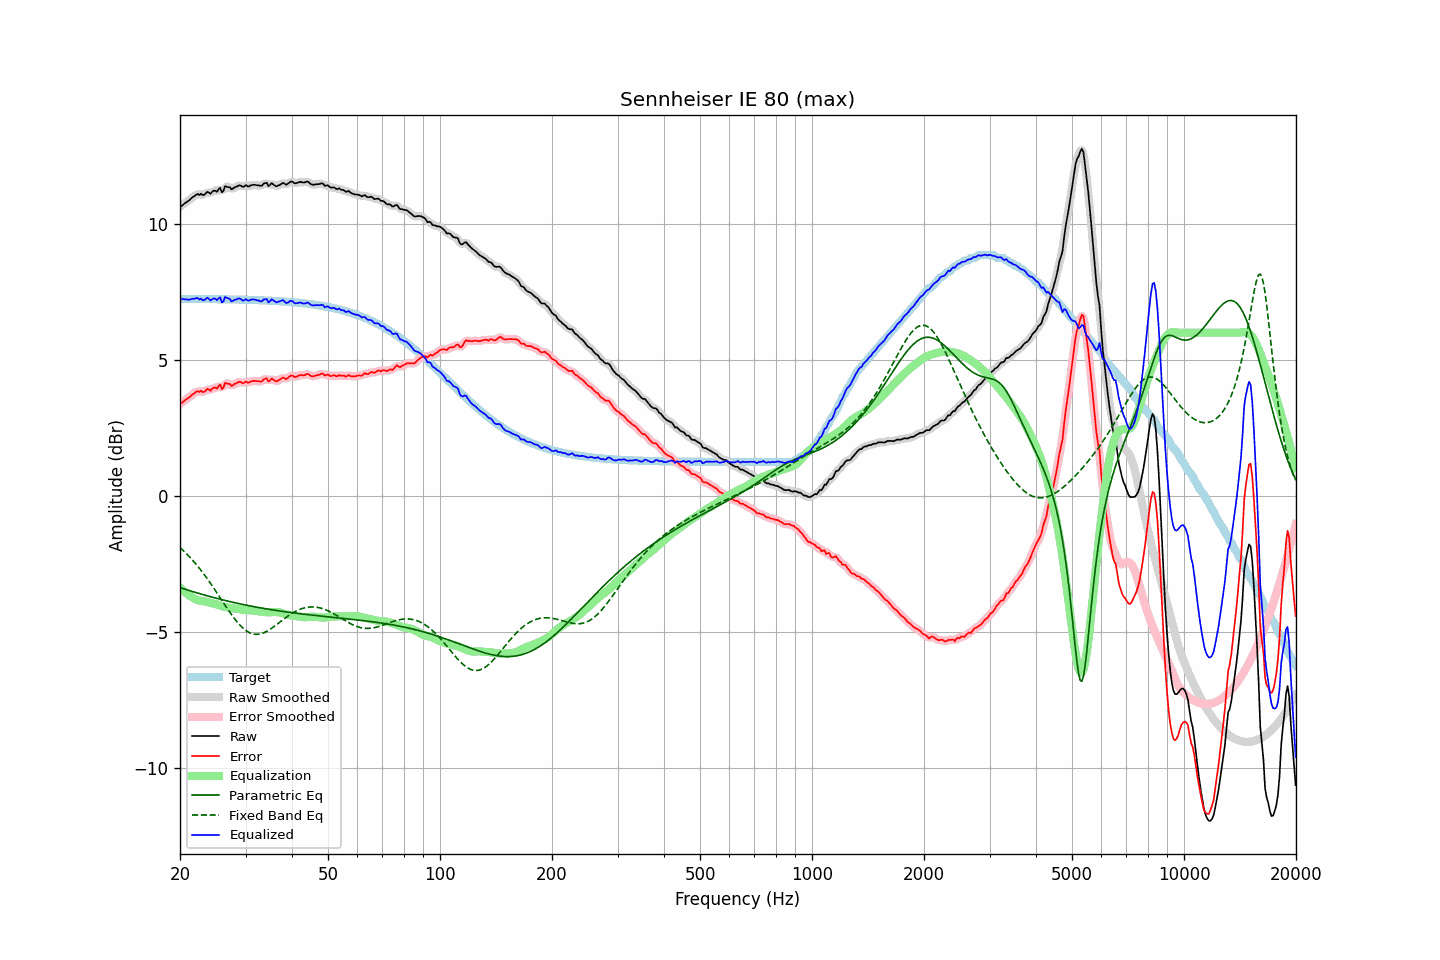 Sennheiser IE 80 (max)
Amplitude (dBr)
10
5
0
−5
−10
Target
Raw Smoothed
Error Smoothed
Raw
Error
Equalization
Parametric Eq
Fixed Band Eq
Equalized
20 50 100 200 500 1000 2000 5000 10000 20000
Frequency (Hz)